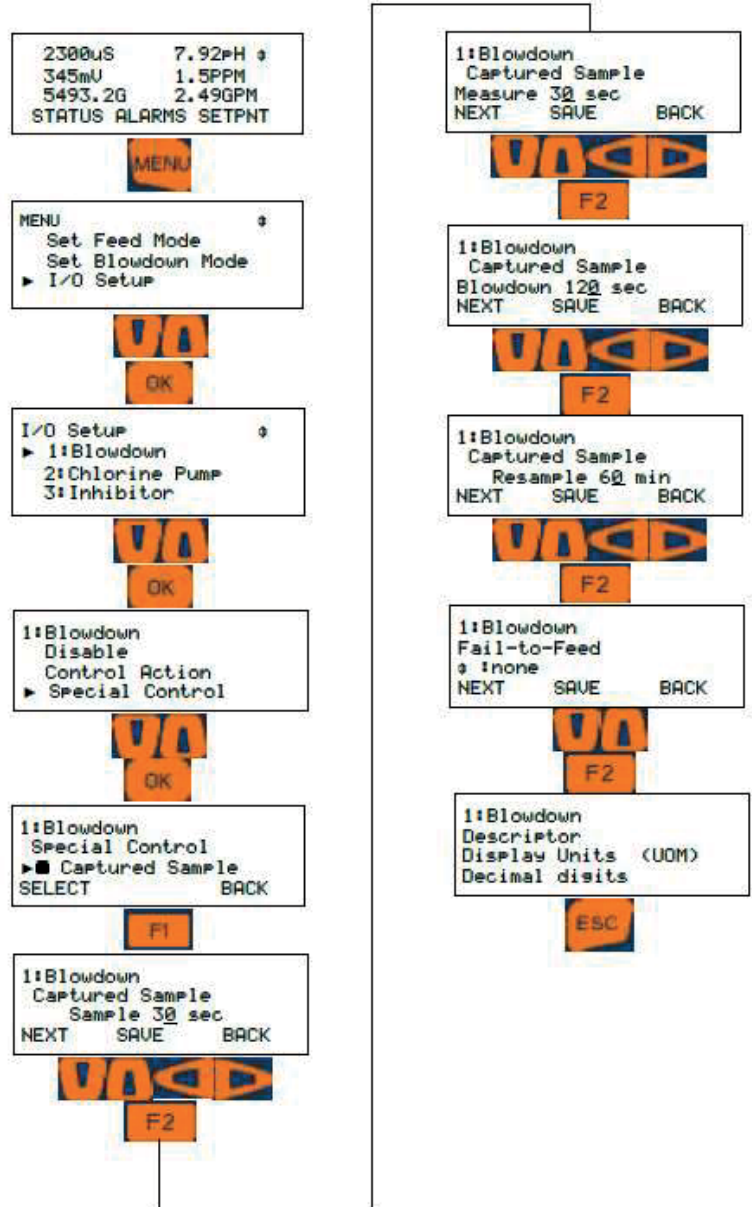 2300uS 7.92pH
345mV 1.5PPM
5493.2G 2.49GPM
STATUS ALARMS SETPNT
MENU
MENU
Set Feed Mode
Set Blowdown Mode
► I/O Setup
OK
I/O Setup
► 1:Blowdown
2:Chlorine Pump
3:Inhibitor
OK
1:Blowdown
Disable
Control Action
► Special Control
OK
1:Blowdown
Special Control
►■ Captured Sample
SELECT BACK
F1
1:Blowdown
Captured Sample
Sample 30 sec
NEXT SAVE BACK
F2
1:Blowdown
Captured Sample
Measure 30 sec
NEXT SAVE BACK
F2
1:Blowdown
Captured Sample
Blowdown 120 sec
NEXT SAVE BACK
F2
1:Blowdown
Captured Sample
Resample 60 min
NEXT SAVE BACK
F2
1:Blowdown
Fail-to-Feed
:none
NEXT SAVE BACK
F2
1:Blowdown
Descriptor
Display Units (UOM)
Decimal digits
ESC